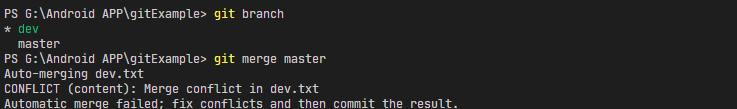 PS G:\Android APP\gitExample> git branch
* dev
  master
PS G:\Android APP\gitExample> git merge master
Auto-merging dev.txt
CONFLICT (content): Merge conflict in dev.txt
Automatic merge failed; fix conflicts and then commit the result.